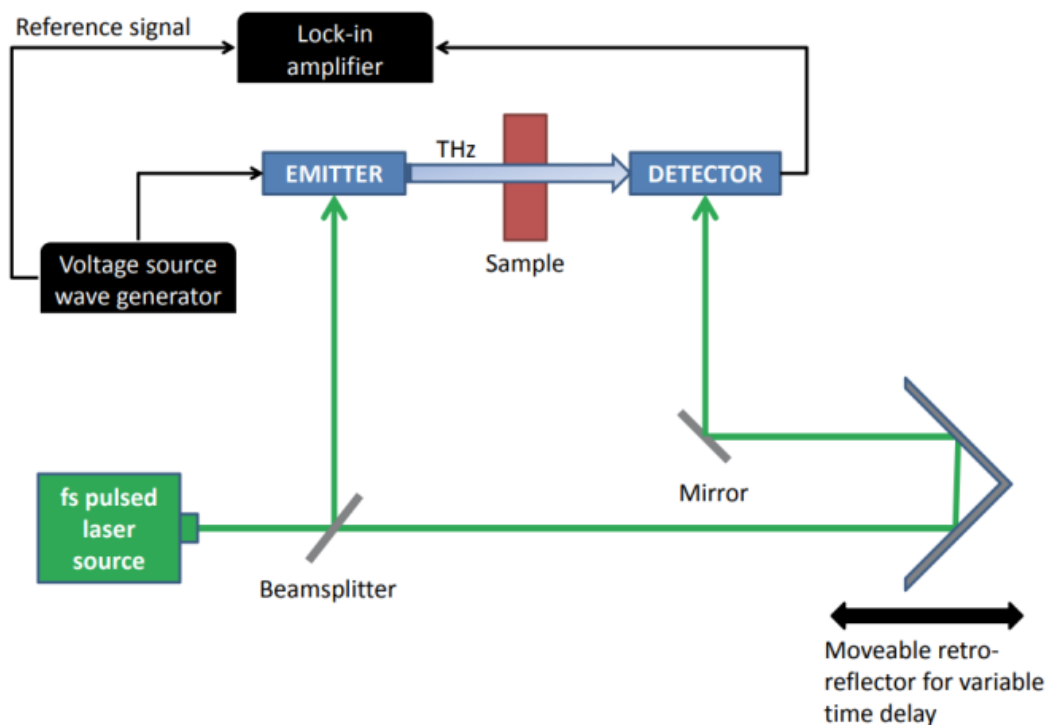 Reference signal
Lock-in
amplifier
THz
EMITTER
DETECTOR
Sample
Voltage source
wave generator
Mirror
fs pulsed
laser
source
Beamsplitter
Moveable retro-
reflector for variable
time delay